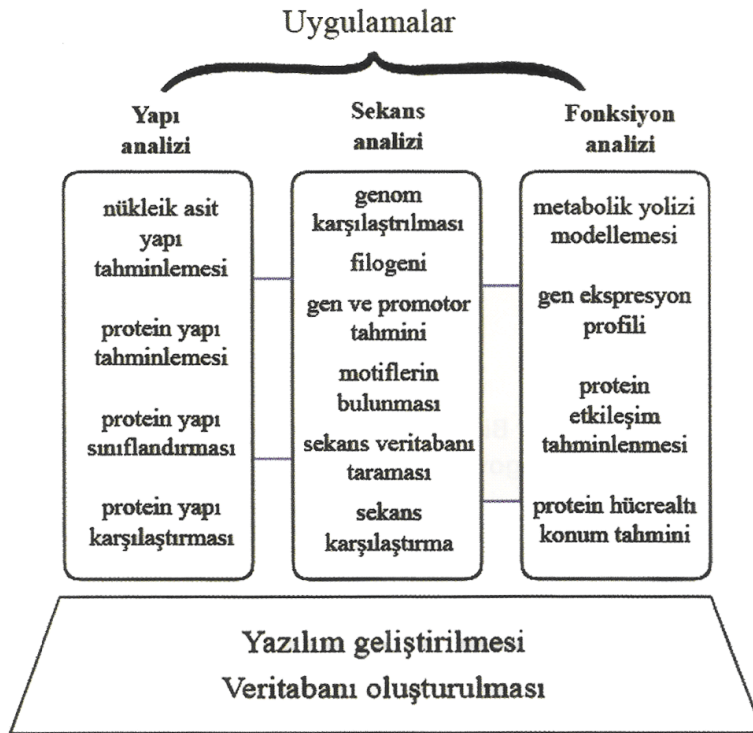 Uygulamalar
Yapı
analizi
nükleik asit
yapı
tahminlemesi
protein yapı
tahminlemesi
protein yapı
sınıflandırması
protein yapı
karşılaştırması
Sekans
analizi
genom
karşılaştrılması
filogeni
gen ve promotor
tahmini
motiflerin
bulunması
sekans veritabanı
taraması
sekans
karşılaştırma
Fonksiyon
analizi
metabolik yolizi
modellemesi
gen ekspresyon
profili
protein
etkileşim
tahminlenmesi
protein hücrealtı
konum tahmini
Yazılım geliştirilmesi
Veritabanı oluşturulması